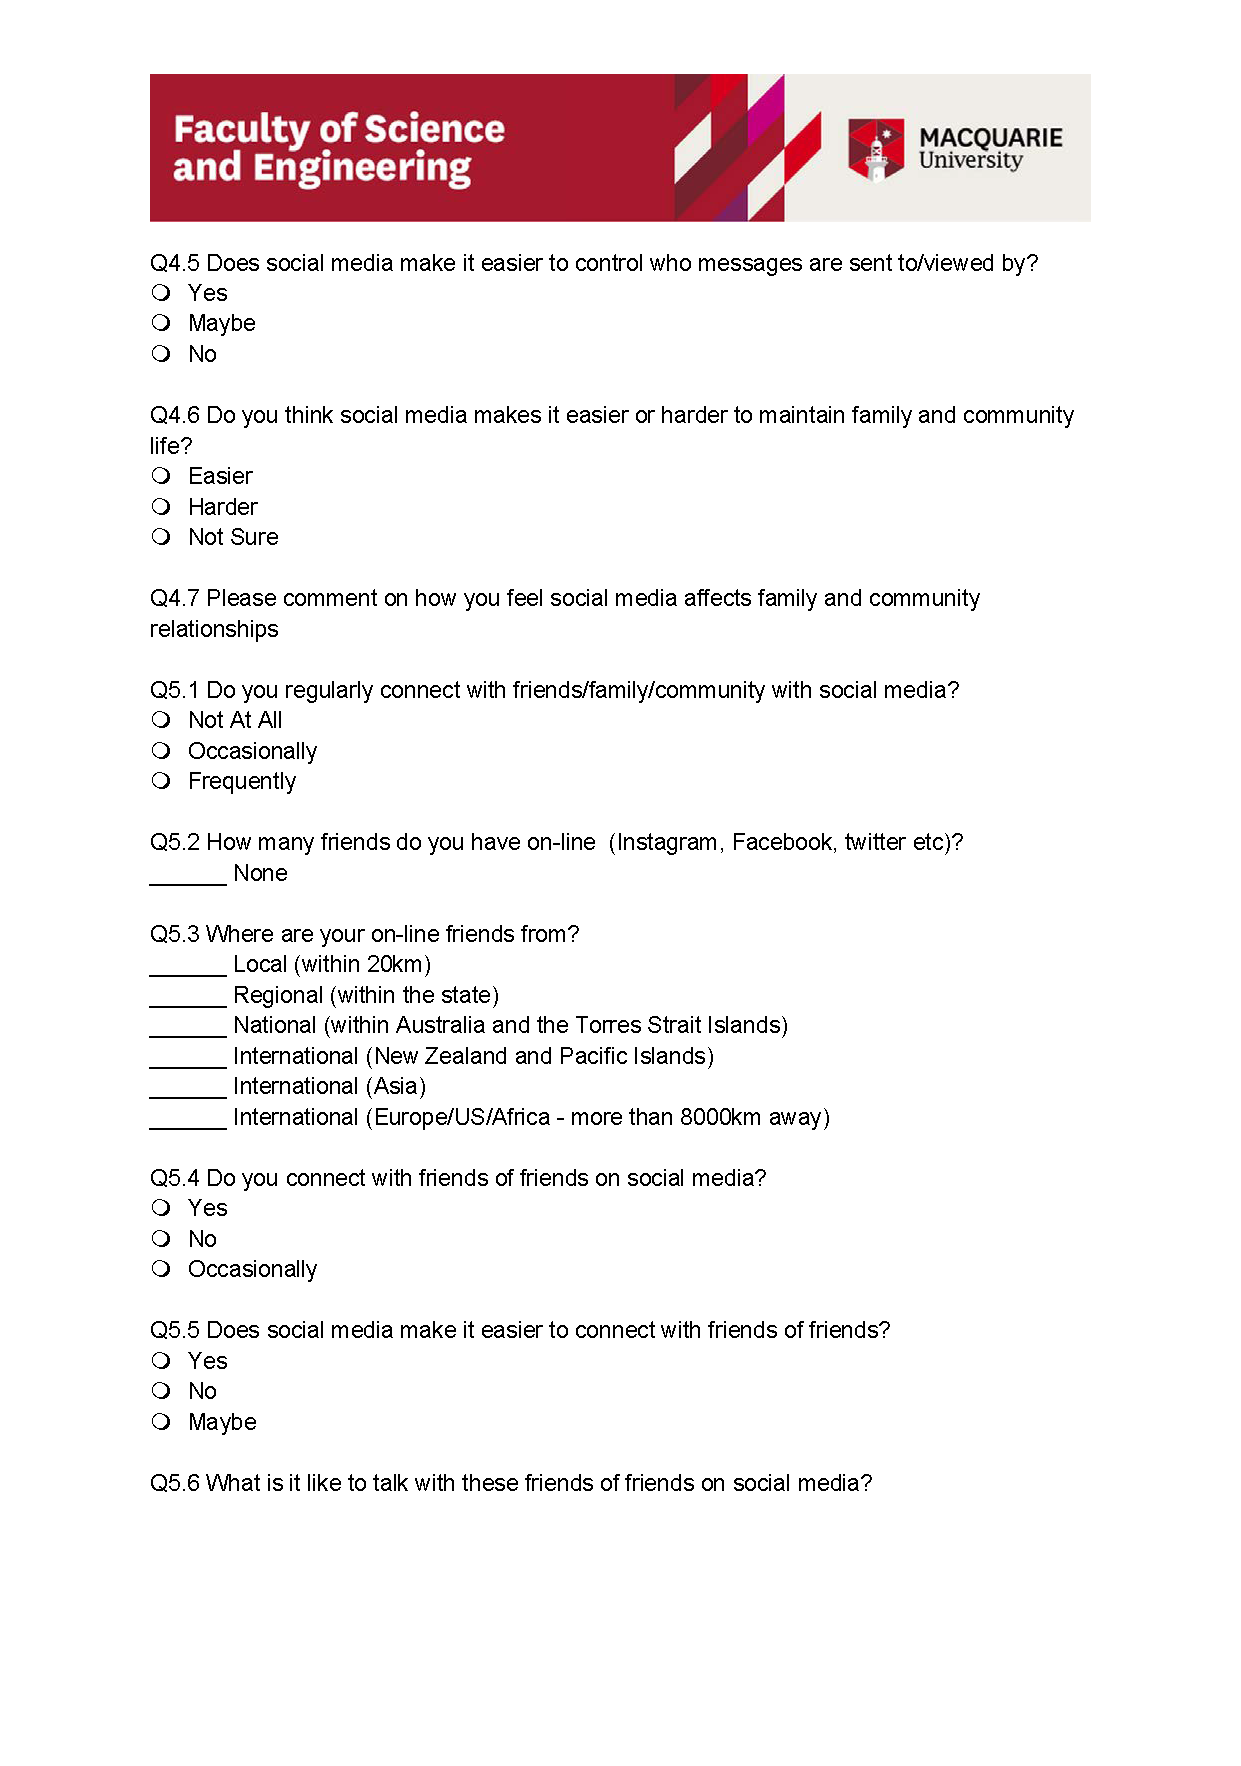 Faculty of Science
and Engineering
MACQUARIE
University
Q4.5 Does social media make it easier to control who messages are sent to/viewed by?
❍ Yes
❍ Maybe
❍ No
Q4.6 Do you think social media makes it easier or harder to maintain family and community
life?
❍ Easier
❍ Harder
❍ Not Sure
Q4.7 Please comment on how you feel social media affects family and community
relationships
Q5.1 Do you regularly connect with friends/family/community with social media?
❍ Not At All
❍ Occasionally
❍ Frequently
Q5.2 How many friends do you have on-line  (Instagram, Facebook, twitter etc)?
______ None
Q5.3 Where are your on-line friends from?
______ Local (within 20km)
______ Regional (within the state)
______ National (within Australia and the Torres Strait Islands)
______ International (New Zealand and Pacific Islands)
______ International (Asia)
______ International (Europe/US/Africa - more than 8000km away)
Q5.4 Do you connect with friends of friends on social media?
❍ Yes
❍ No
❍ Occasionally
Q5.5 Does social media make it easier to connect with friends of friends?
❍ Yes
❍ No
❍ Maybe
Q5.6 What is it like to talk with these friends of friends on social media?